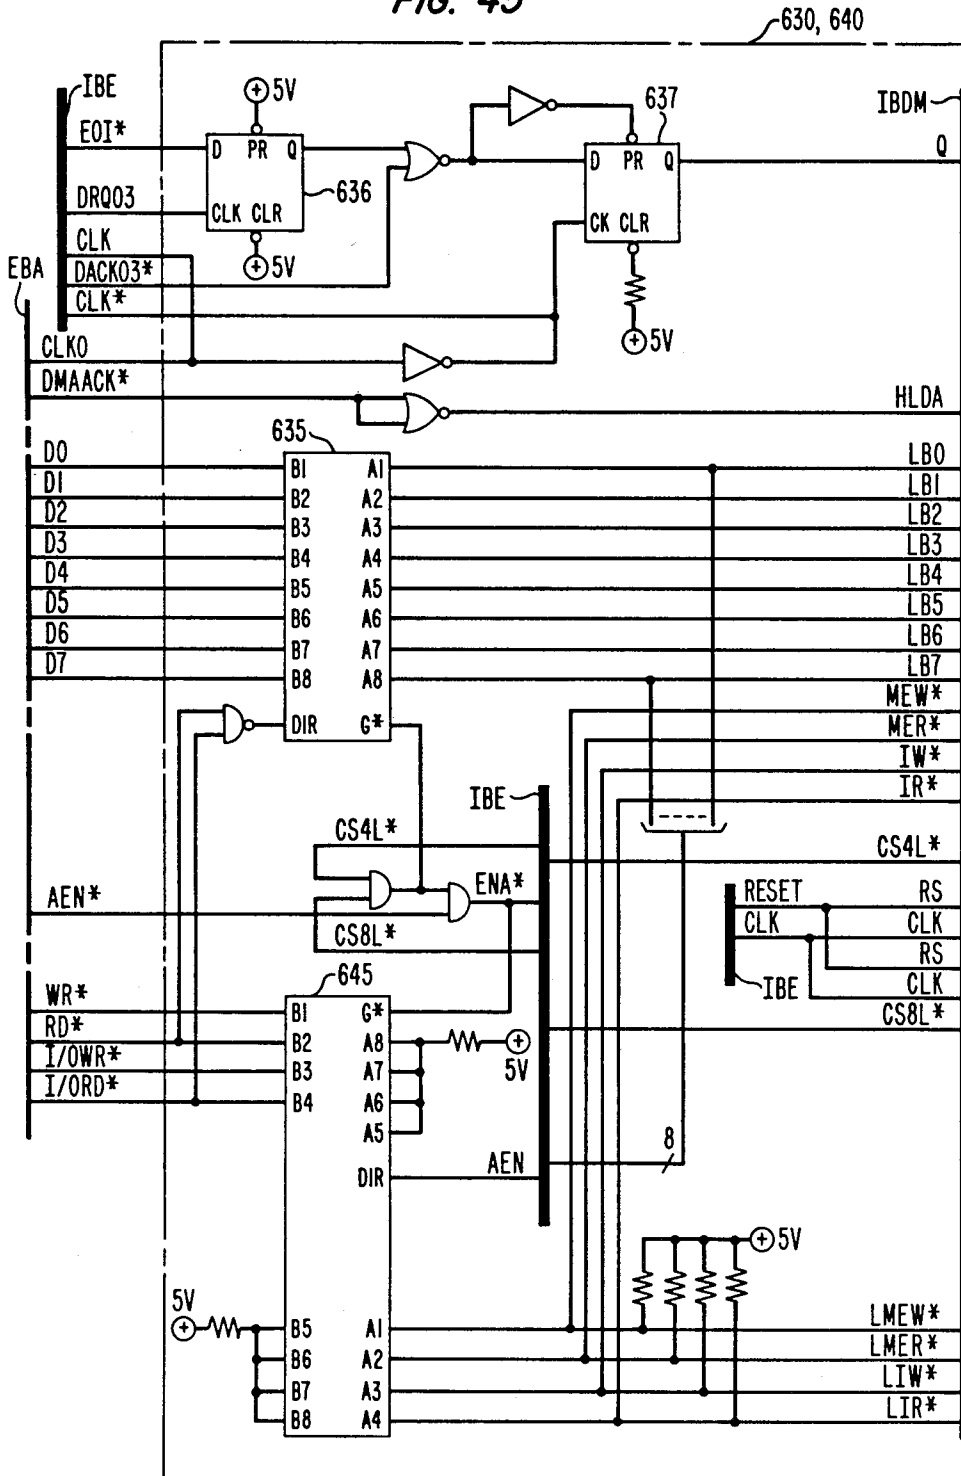 FIG. 45
630, 640
IBE
5V
637
IBDM
EOI*
D PR Q
D PR Q
Q
636
DRQ03
CLK CLR
CK CLR
CLK
5V
EBA
DACK03*
CLK*
5V
CLK0
DMAACK*
HLDA
635
D0 B1 A1 LB0
D1 B2 A2 LB1
D2 B3 A3 LB2
D3 B4 A4 LB3
D4 B5 A5 LB4
D5 B6 A6 LB5
D6 B7 A7 LB6
D7 B8 A8 LB7
MEW*
DIR G*
MER*
IW*
IBE
IR*
CS4L*
CS4L*
ENA*
AEN*
RESET RS
CLK CLK
CS8L*
RS
645
IBE
CLK
WR* B1 G*
CS8L*
RD* B2 A8
5V
I/OWR* B3 A7
I/ORD* B4 A6
A5
8
DIR AEN
5V
5V
B5 A1 LMEW*
B6 A2 LMER*
B7 A3 LIW*
B8 A4 LIR*